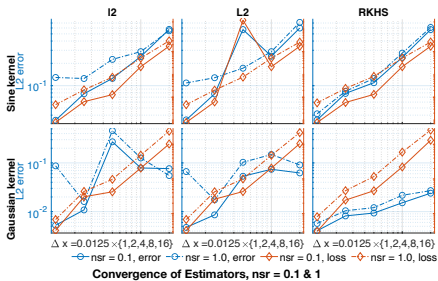 l2 L2 RKHS
Sine kernel
L2 error
10^-1
Gaussian kernel
L2 error
10^-1
10^-2
Δ x =0.0125 ×{1,2,4,8,16} Δ x =0.0125 ×{1,2,4,8,16} Δ x =0.0125 ×{1,2,4,8,16}
nsr = 0.1, error nsr = 1.0, error nsr = 0.1, loss nsr = 1.0, loss
Convergence of Estimators, nsr = 0.1 & 1